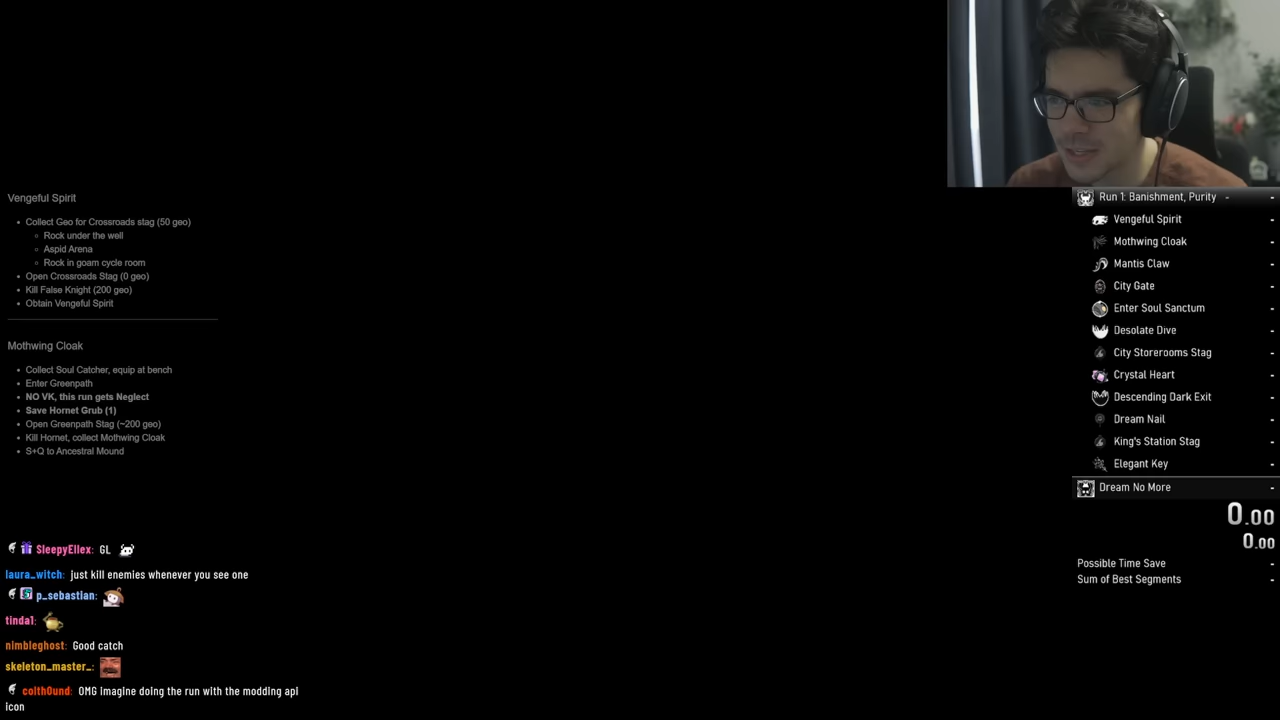 Vengeful Spirit
Collect Geo for Crossroads stag (50 geo)
Rock under the well
Aspid Arena
Rock in goam cycle room
Open Crossroads Stag (0 geo)
Kill False Knight (200 geo)
Obtain Vengeful Spirit
Mothwing Cloak
Collect Soul Catcher, equip at bench
Enter Greenpath
NO VK, this run gets Neglect
Save Hornet Grub (1)
Open Greenpath Stag (~200 geo)
Kill Hornet, collect Mothwing Cloak
S+Q to Ancestral Mound
SleepyEllex: GL
laura_witch: just kill enemies whenever you see one
p_sebastian:
tinda1:
nimbleghost: Good catch
skeleton_master_:
colth0und: OMG Imagine doing the run with the modding api
icon
Run 1: Banishment, Purity - -
Vengeful Spirit -
Mothwing Cloak -
Mantis Claw -
City Gate -
Enter Soul Sanctum -
Desolate Dive -
City Storerooms Stag -
Crystal Heart -
Descending Dark Exit -
Dream Nail -
King's Station Stag -
Elegant Key -
Dream No More -
0.00
0.00
Possible Time Save -
Sum of Best Segments -